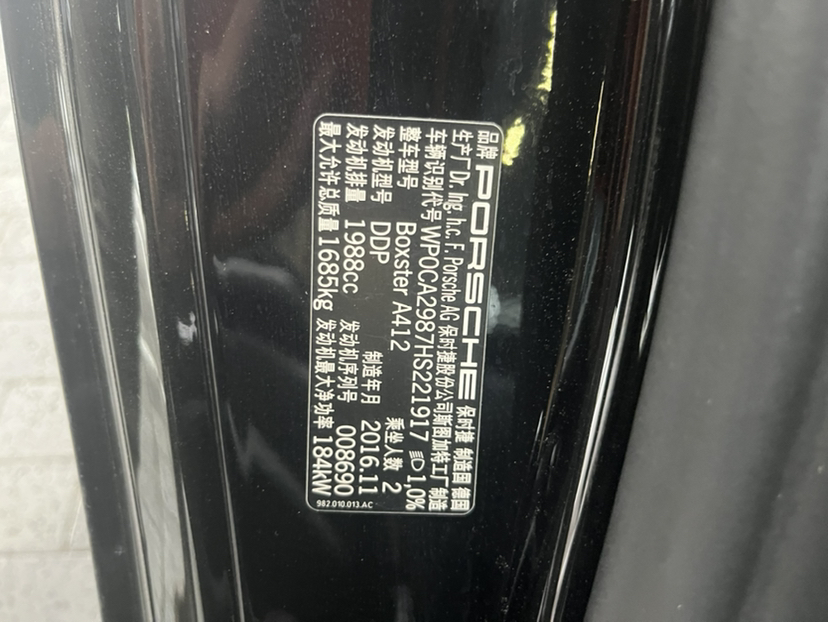 品牌 PORSCHE 保时捷 制造国 德国
生产厂 Dr. Ing. h.c. F. Porsche AG 保时捷股份公司斯图加特工厂 制造
车辆识别代号 WP0CA2987HS221917 1,0%
整车型号 Boxster A412 乘坐人数 2
发动机型号 DDP 制造年月 2016.11
发动机排量 1988cc 发动机序列号 008690
最大允许总质量 1685kg 发动机最大净功率 184kW
982.010.013.AC